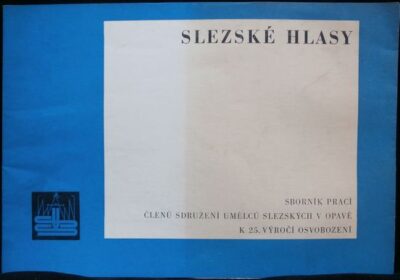 SLEZSKÉ HLASY
SBORNÍK PRACÍ
ČLENŮ SDRUŽENÍ UMĚLCŮ SLEZSKÝCH V OPAVĚ
K 25. VÝROČÍ OSVOBOZENÍ